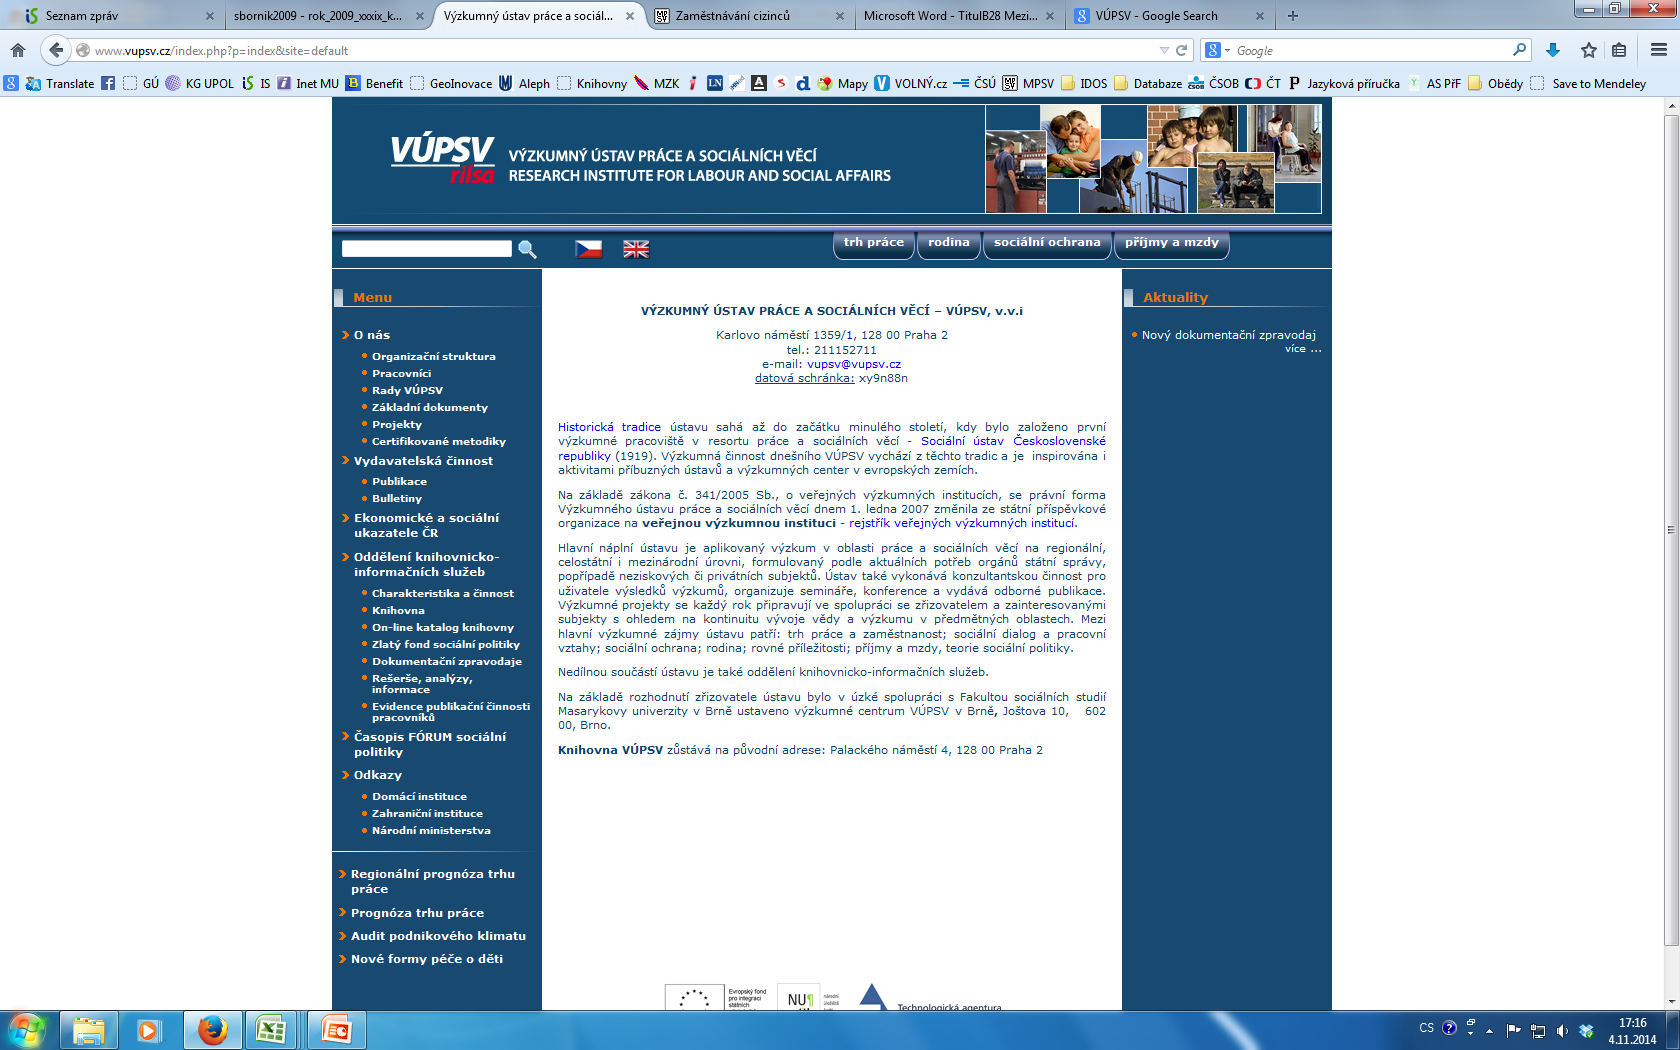 Seznam zpráv
sbornik2009 - rok_2009_xxxix_k...
Výzkumný ústav práce a sociál...
Zaměstnávání cizinců
Microsoft Word - TitulB28 Mezi...
VÚPSV - Google Search
www.vupsv.cz/index.php?p=index&site=default
Google
Translate GÚ KG UPOL IS Inet MU Benefit GeoInovace Aleph Knihovny MZK LN Mapy VOLNÝ.cz ČSÚ MPSV IDOS Databaze ČSOB ČT Jazyková příručka AS PřF Obědy Save to Mendeley
VÚPSV
rilsa
VÝZKUMNÝ ÚSTAV PRÁCE A SOCIÁLNÍCH VĚCÍ
RESEARCH INSTITUTE FOR LABOUR AND SOCIAL AFFAIRS
trh práce rodina sociální ochrana příjmy a mzdy
Menu
O nás
Organizační struktura
Pracovníci
Rady VÚPSV
Základní dokumenty
Projekty
Certifikované metodiky
Vydavatelská činnost
Publikace
Bulletiny
Ekonomické a sociální
ukazatele ČR
Oddělení knihovnicko-
informačních služeb
Charakteristika a činnost
Knihovna
On-line katalog knihovny
Zlatý fond sociální politiky
Dokumentační zpravodaje
Rešerše, analýzy,
informace
Evidence publikační činnosti
pracovníků
Časopis FÓRUM sociální
politiky
Odkazy
Domácí instituce
Zahraniční instituce
Národní ministerstva
Regionální prognóza trhu
práce
Prognóza trhu práce
Audit podnikového klimatu
Nové formy péče o děti
VÝZKUMNÝ ÚSTAV PRÁCE A SOCIÁLNÍCH VĚCÍ – VÚPSV, v.v.i
Karlovo náměstí 1359/1, 128 00 Praha 2
tel.: 211152711
e-mail: vupsv@vupsv.cz
datová schránka: xy9n88n
Historická tradice ústavu sahá až do začátku minulého století, kdy bylo založeno první
výzkumné pracoviště v resortu práce a sociálních věcí - Sociální ústav Československé
republiky (1919). Výzkumná činnost dnešního VÚPSV vychází z těchto tradic a je inspirována i
aktivitami příbuzných ústavů a výzkumných center v evropských zemích.
Na základě zákona č. 341/2005 Sb., o veřejných výzkumných institucích, se právní forma
Výzkumného ústavu práce a sociálních věcí dnem 1. ledna 2007 změnila ze státní příspěvkové
organizace na veřejnou výzkumnou instituci - rejstřík veřejných výzkumných institucí.
Hlavní náplní ústavu je aplikovaný výzkum v oblasti práce a sociálních věcí na regionální,
celostátní i mezinárodní úrovni, formulovaný podle aktuálních potřeb orgánů státní správy,
popřípadě neziskových či privátních subjektů. Ústav také vykonává konzultantskou činnost pro
uživatele výsledků výzkumů, organizuje semináře, konference a vydává odborné publikace.
Výzkumné projekty se každý rok připravují ve spolupráci se zřizovatelem a zainteresovanými
subjekty s ohledem na kontinuitu vývoje vědy a výzkumu v předmětných oblastech. Mezi
hlavní výzkumné zájmy ústavu patří: trh práce a zaměstnanost; sociální dialog a pracovní
vztahy; sociální ochrana; rodina; rovné příležitosti; příjmy a mzdy, teorie sociální politiky.
Nedílnou součástí ústavu je také oddělení knihovnicko-informačních služeb.
Na základě rozhodnutí zřizovatele ústavu bylo v úzké spolupráci s Fakultou sociálních studií
Masarykovy univerzity v Brně ustaveno výzkumné centrum VÚPSV v Brně, Joštova 10, 602
00, Brno.
Knihovna VÚPSV zůstává na původní adrese: Palackého náměstí 4, 128 00 Praha 2
Aktuality
Nový dokumentační zpravodaj
více ...
Evropský fond
pro integraci
státních
NU
Technologická agentura
CS
17:16
4.11.2014